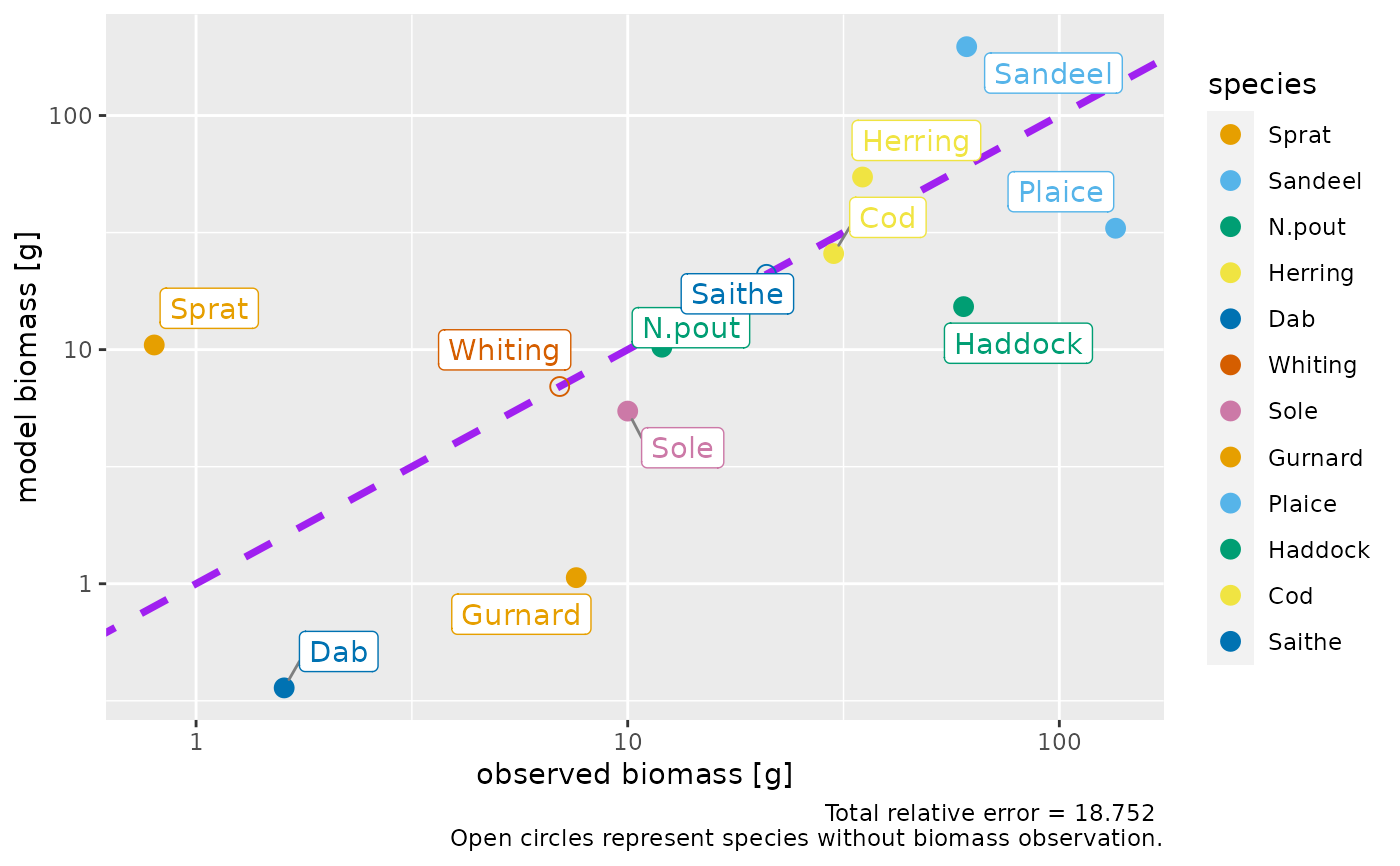 model biomass [g]
100
10
1
Sandeel
Herring
Plaice
Cod
Saithe
Sprat
N.pout
Whiting
Haddock
Sole
Gurnard
Dab
1
10
100
observed biomass [g]
species
Sprat
Sandeel
N.pout
Herring
Dab
Whiting
Sole
Gurnard
Plaice
Haddock
Cod
Saithe
Total relative error = 18.752
Open circles represent species without biomass observation.